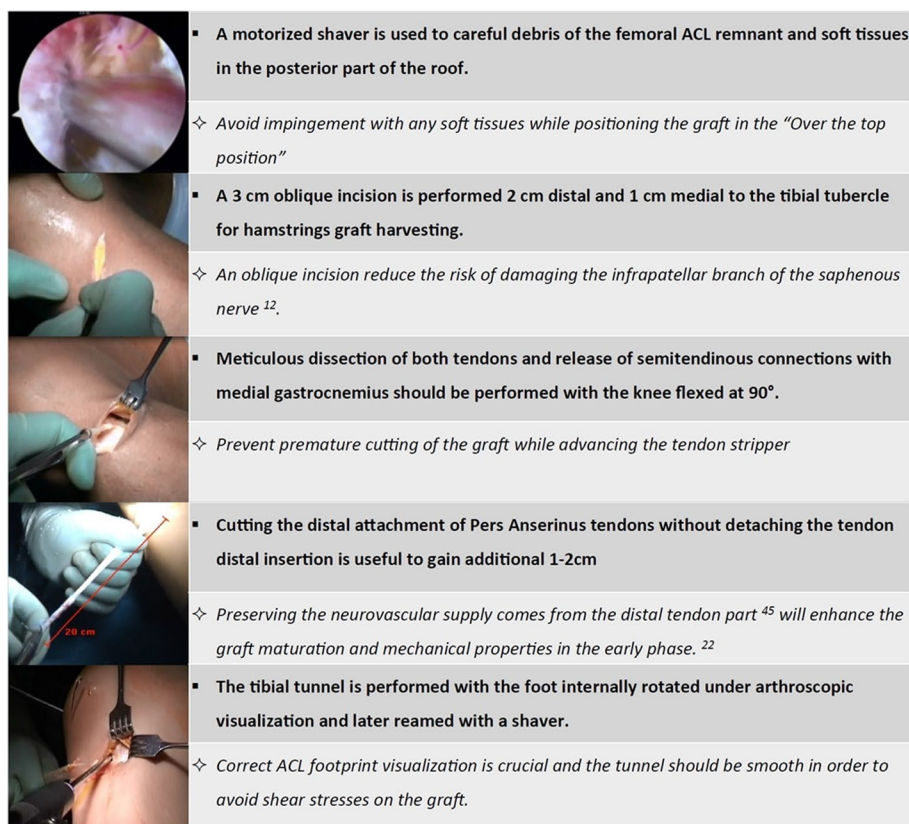 ▪ A motorized shaver is used to careful debris of the femoral ACL remnant and soft tissues
in the posterior part of the roof.
✧ Avoid impingement with any soft tissues while positioning the graft in the “Over the top
position”
▪ A 3 cm oblique incision is performed 2 cm distal and 1 cm medial to the tibial tubercle
for hamstrings graft harvesting.
✧ An oblique incision reduce the risk of damaging the infrapatellar branch of the saphenous
nerve 12.
▪ Meticulous dissection of both tendons and release of semitendinous connections with
medial gastrocnemius should be performed with the knee flexed at 90°.
✧ Prevent premature cutting of the graft while advancing the tendon stripper
▪ Cutting the distal attachment of Pers Anserinus tendons without detaching the tendon
distal insertion is useful to gain additional 1-2cm
✧ Preserving the neurovascular supply comes from the distal tendon part 45 will enhance the
graft maturation and mechanical properties in the early phase. 22
20 cm
▪ The tibial tunnel is performed with the foot internally rotated under arthroscopic
visualization and later reamed with a shaver.
✧ Correct ACL footprint visualization is crucial and the tunnel should be smooth in order to
avoid shear stresses on the graft.